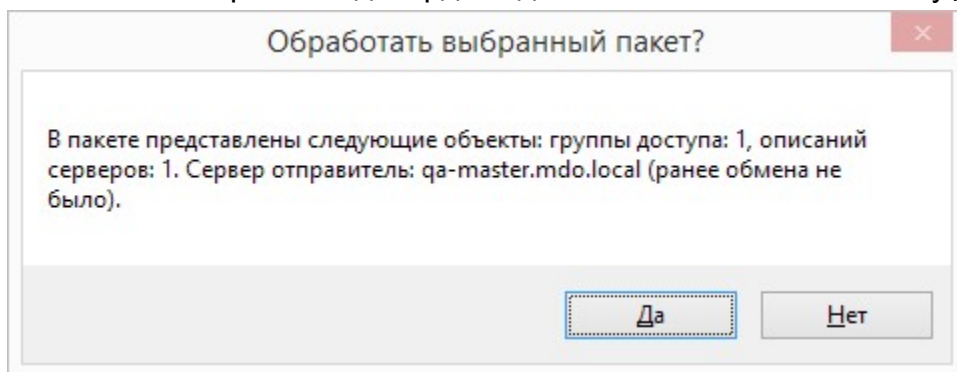 Обработать выбранный пакет?
В пакете представлены следующие объекты: группы доступа: 1, описаний
серверов: 1. Сервер отправитель: qa-master.mdo.local (ранее обмена не
было).
Да
Нет